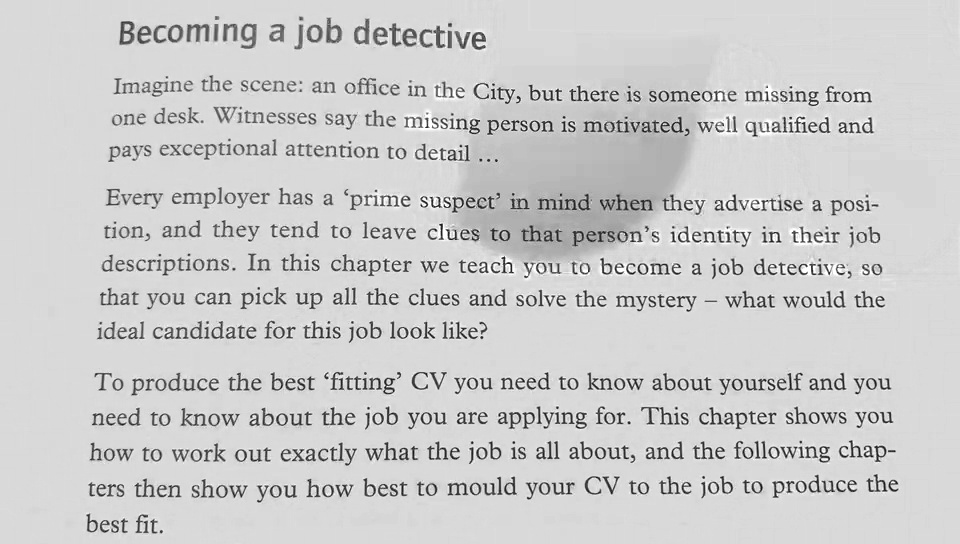 Becoming a job detective
Imagine the scene: an office in the City, but there is someone missing from
one desk. Witnesses say the missing person is motivated, well qualified and
pays exceptional attention to detail …
Every employer has a ‘prime suspect’ in mind when they advertise a posi-
tion, and they tend to leave clues to that person’s identity in their job
descriptions. In this chapter we teach you to become a job detective, so
that you can pick up all the clues and solve the mystery – what would the
ideal candidate for this job look like?
To produce the best ‘fitting’ CV you need to know about yourself and you
need to know about the job you are applying for. This chapter shows you
how to work out exactly what the job is all about, and the following chap-
ters then show you how best to mould your CV to the job to produce the
best fit.